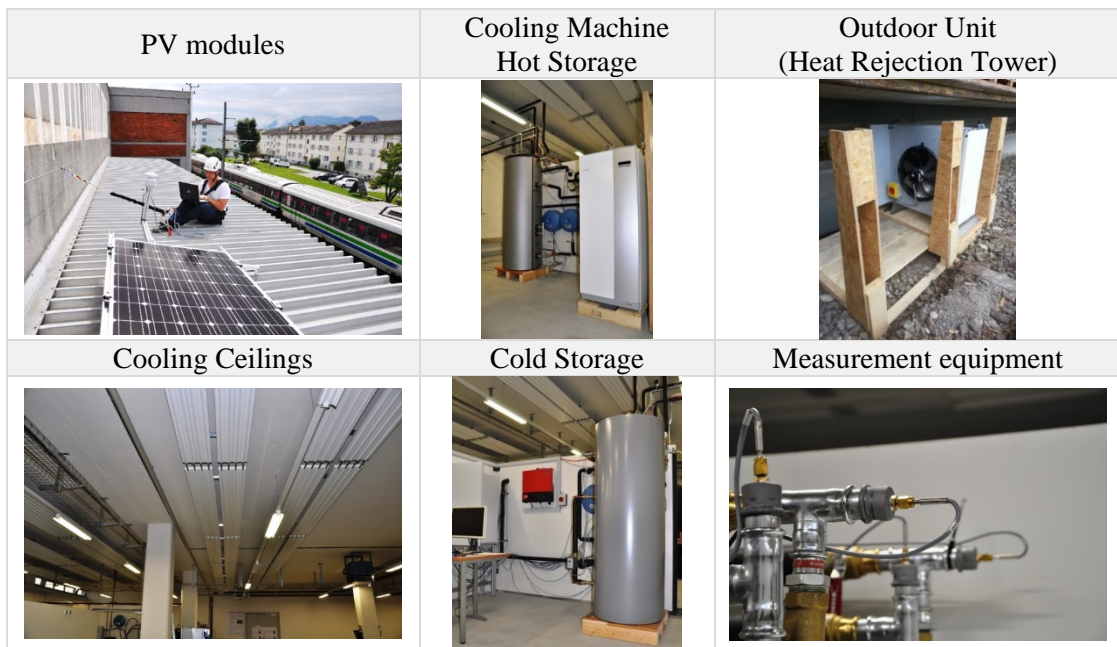 PV modules
Cooling Machine
Hot Storage
Outdoor Unit
(Heat Rejection Tower)
Cooling Ceilings
Cold Storage
Measurement equipment